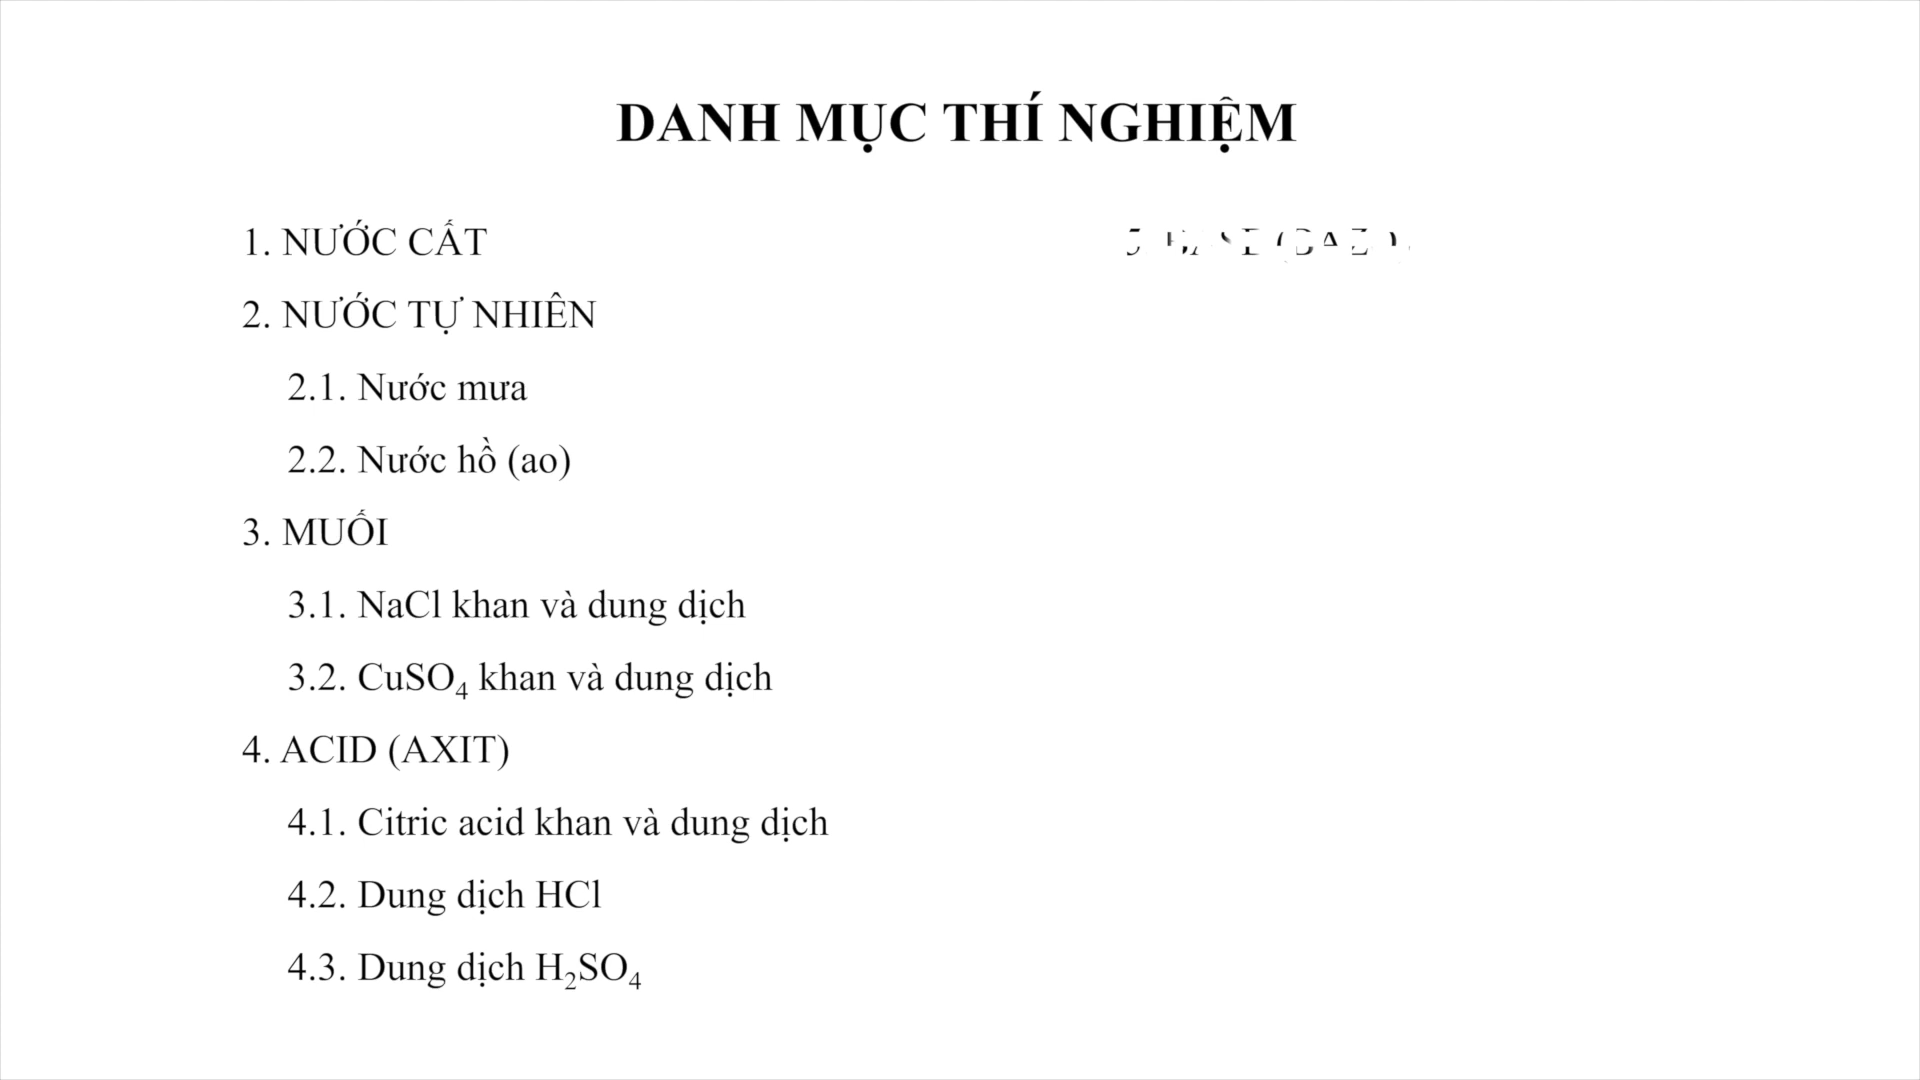 DANH MỤC THÍ NGHIỆM
1. NƯỚC CẤT
2. NƯỚC TỰ NHIÊN
2.1. Nước mưa
2.2. Nước hồ (ao)
3. MUỐI
3.1. NaCl khan và dung dịch
3.2. CuSO₄ khan và dung dịch
4. ACID (AXIT)
4.1. Citric acid khan và dung dịch
4.2. Dung dịch HCl
4.3. Dung dịch H₂SO₄